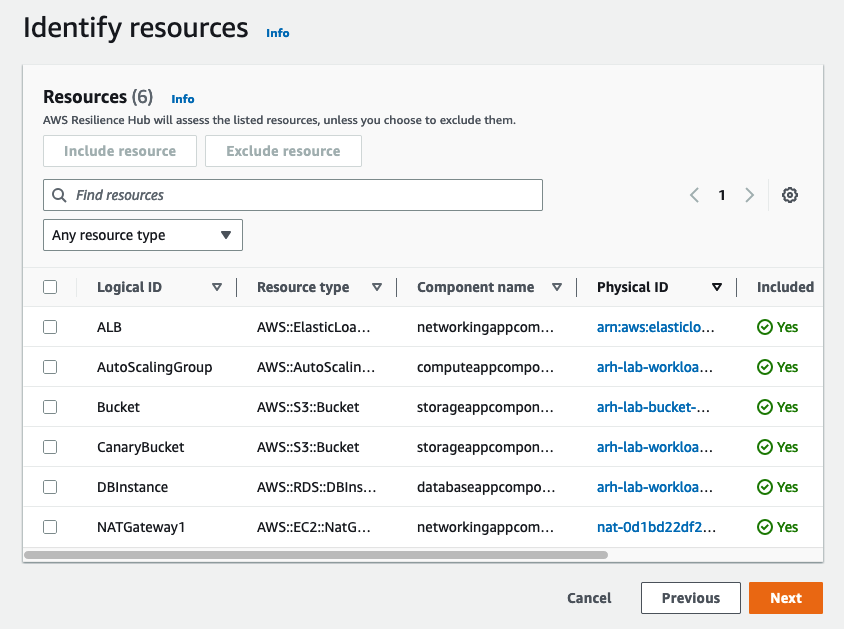 Identify resources Info
Resources (6) Info
AWS Resilience Hub will assess the listed resources, unless you choose to exclude them.
Include resource Exclude resource
Find resources 1
Any resource type
Logical ID Resource type Component name Physical ID Included
ALB AWS::ElasticLoa... networkingappcom... arn:aws:elasticlo... Yes
AutoScalingGroup AWS::AutoScalin... computeappcompo... arh-lab-workloa... Yes
Bucket AWS::S3::Bucket storageappcompon... arh-lab-bucket-... Yes
CanaryBucket AWS::S3::Bucket storageappcompon... arh-lab-workloa... Yes
DBInstance AWS::RDS::DBIns... databaseappcompo... arh-lab-workloa... Yes
NATGateway1 AWS::EC2::NatG... networkingappcom... nat-0d1bd22df2... Yes
Cancel Previous Next